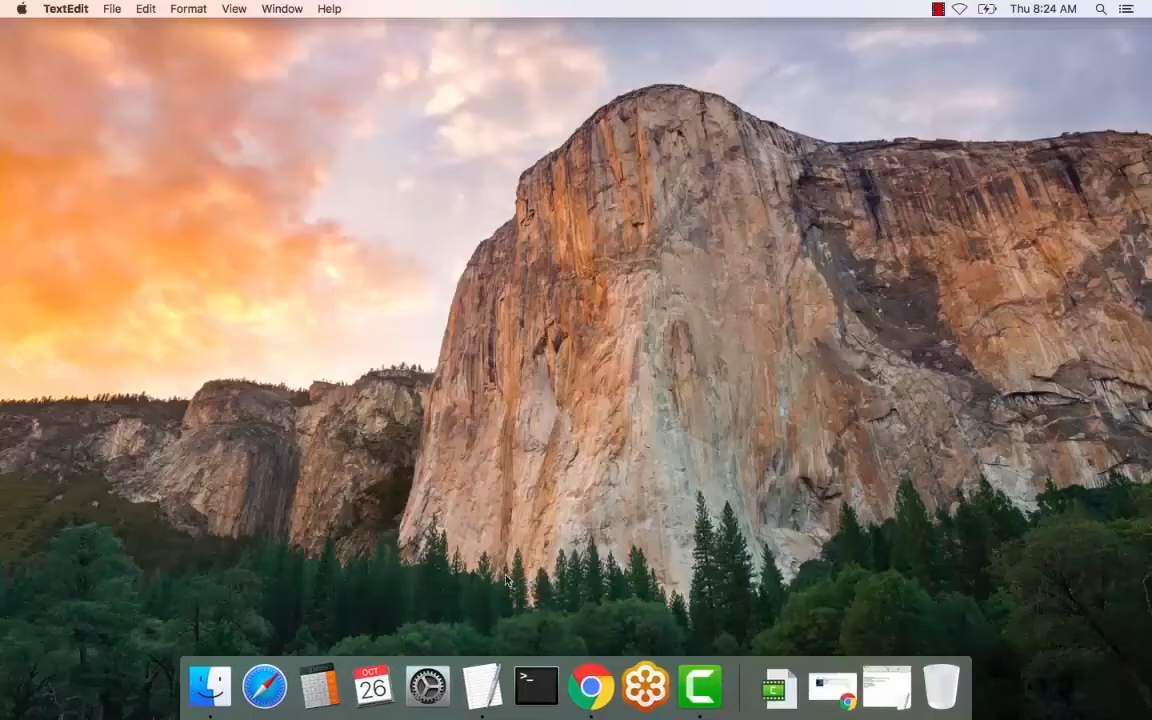 TextEdit File Edit Format View Window Help Thu 8:24 AM
OCT
26
>_
C
C